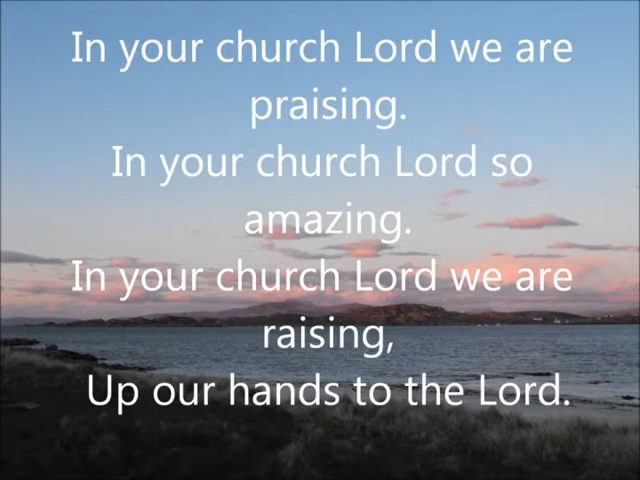 In your church Lord we are
praising.
In your church Lord so
amazing.
In your church Lord we are
raising,
Up our hands to the Lord.